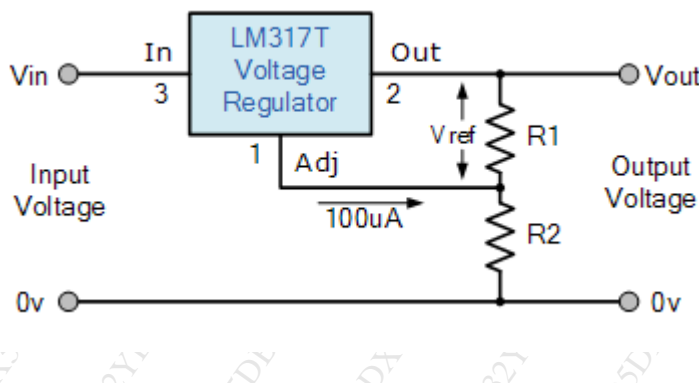 LM317T
Voltage
Regulator
In
Out
Vin
3
2
Vout
Vref
R1
1
Adj
Input
Voltage
Output
Voltage
100uA
R2
0v
0v